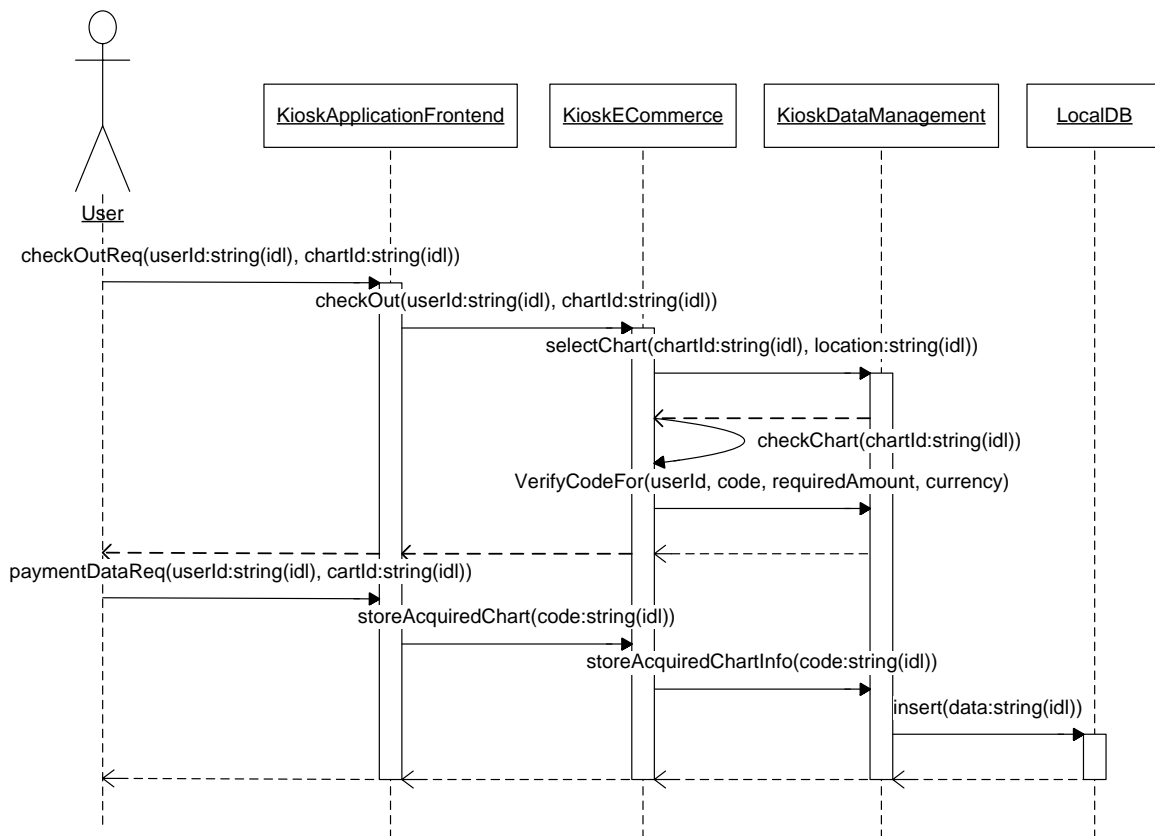 KioskApplicationFrontend
KioskECommerce
KioskDataManagement
LocalDB
User
checkOutReq(userId:string(idl), chartId:string(idl))
checkOut(userId:string(idl), chartId:string(idl))
selectChart(chartId:string(idl), location:string(idl))
checkChart(chartId:string(idl))
VerifyCodeFor(userId, code, requiredAmount, currency)
paymentDataReq(userId:string(idl), cartId:string(idl))
storeAcquiredChart(code:string(idl))
storeAcquiredChartInfo(code:string(idl))
insert(data:string(idl))